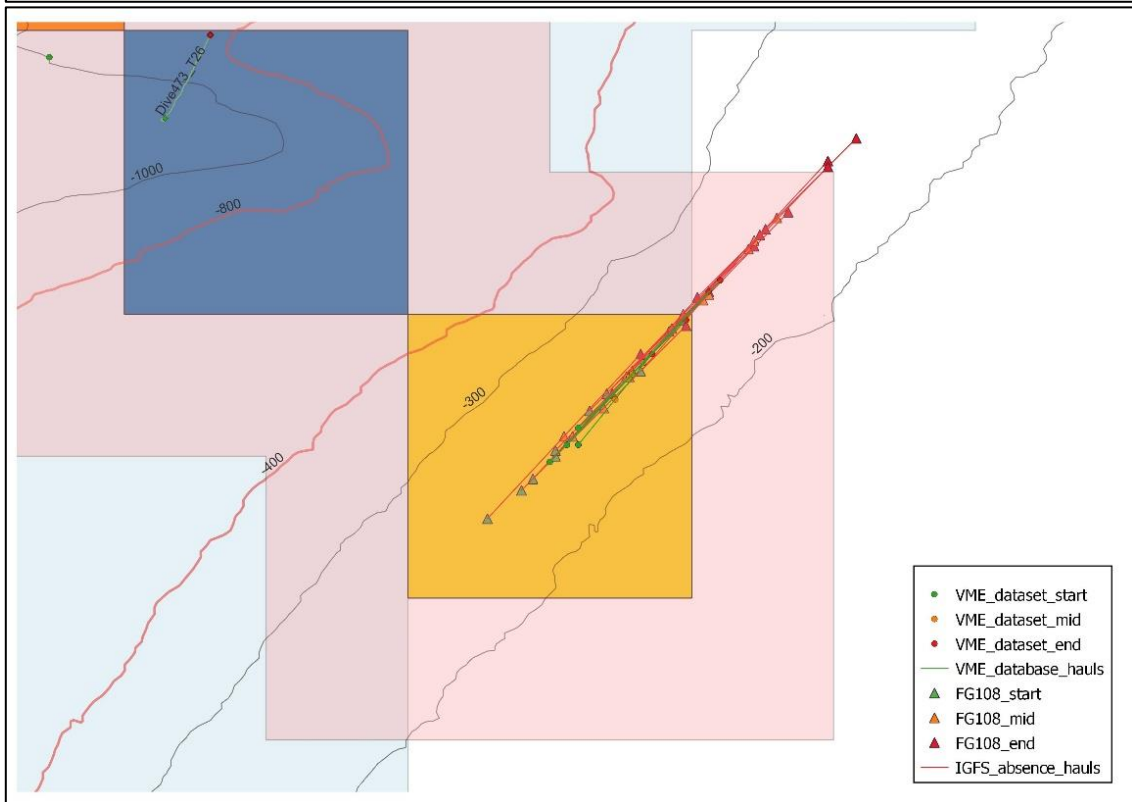 Dive473_T26
-1000
-800
-200
-300
-400
VME_dataset_start
VME_dataset_mid
VME_dataset_end
VME_database_hauls
FG108_start
FG108_mid
FG108_end
IGFS_absence_hauls